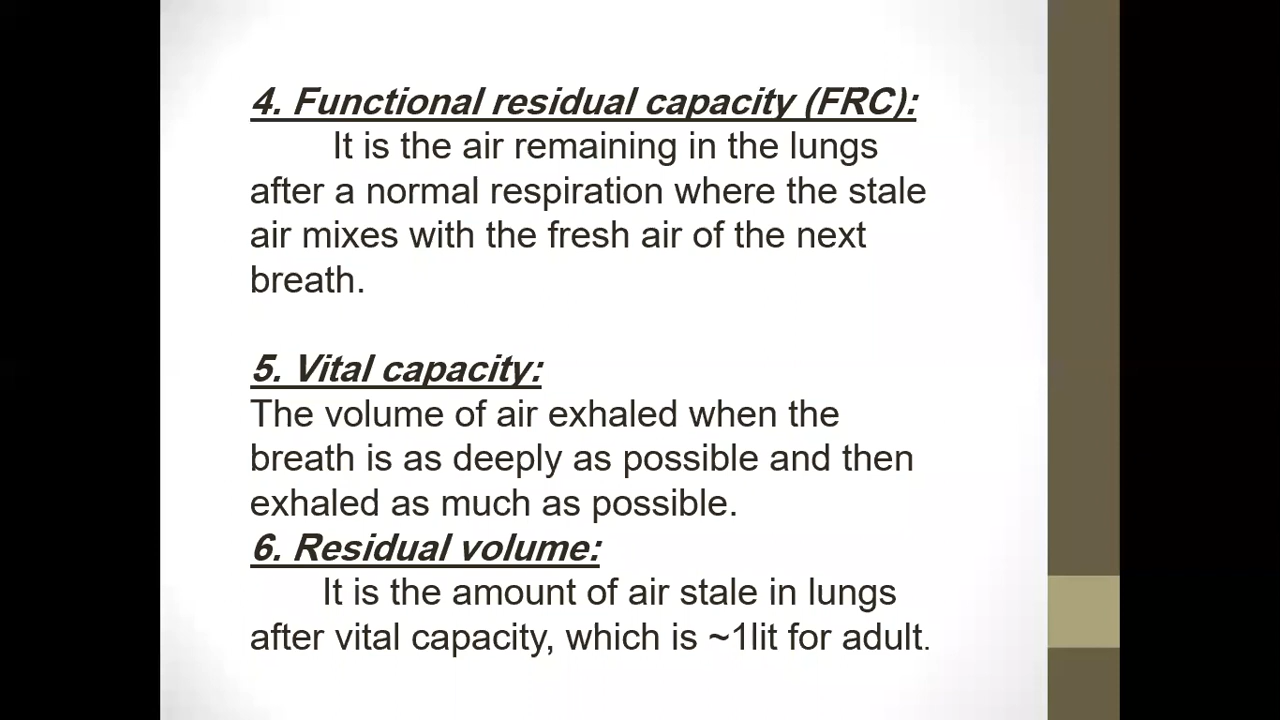 4. Functional residual capacity (FRC):
It is the air remaining in the lungs
after a normal respiration where the stale
air mixes with the fresh air of the next
breath.
5. Vital capacity:
The volume of air exhaled when the
breath is as deeply as possible and then
exhaled as much as possible.
6. Residual volume:
It is the amount of air stale in lungs
after vital capacity, which is ~1lit for adult.